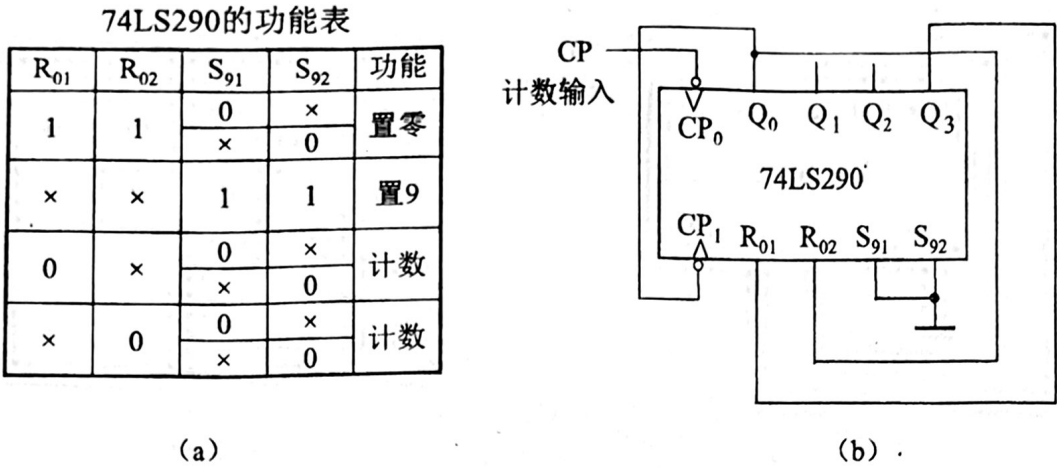 74LS290的功能表
R01 R02 S91 S92 功能
1 1 0 × 置零
× 0
× × 1 1 置9
0 × 0 × 计数
× 0
× 0 0 × 计数
× 0
(a)
CP
计数输入
CP0 Q0 Q1 Q2 Q3
74LS290
CP1 R01 R02 S91 S92
(b)